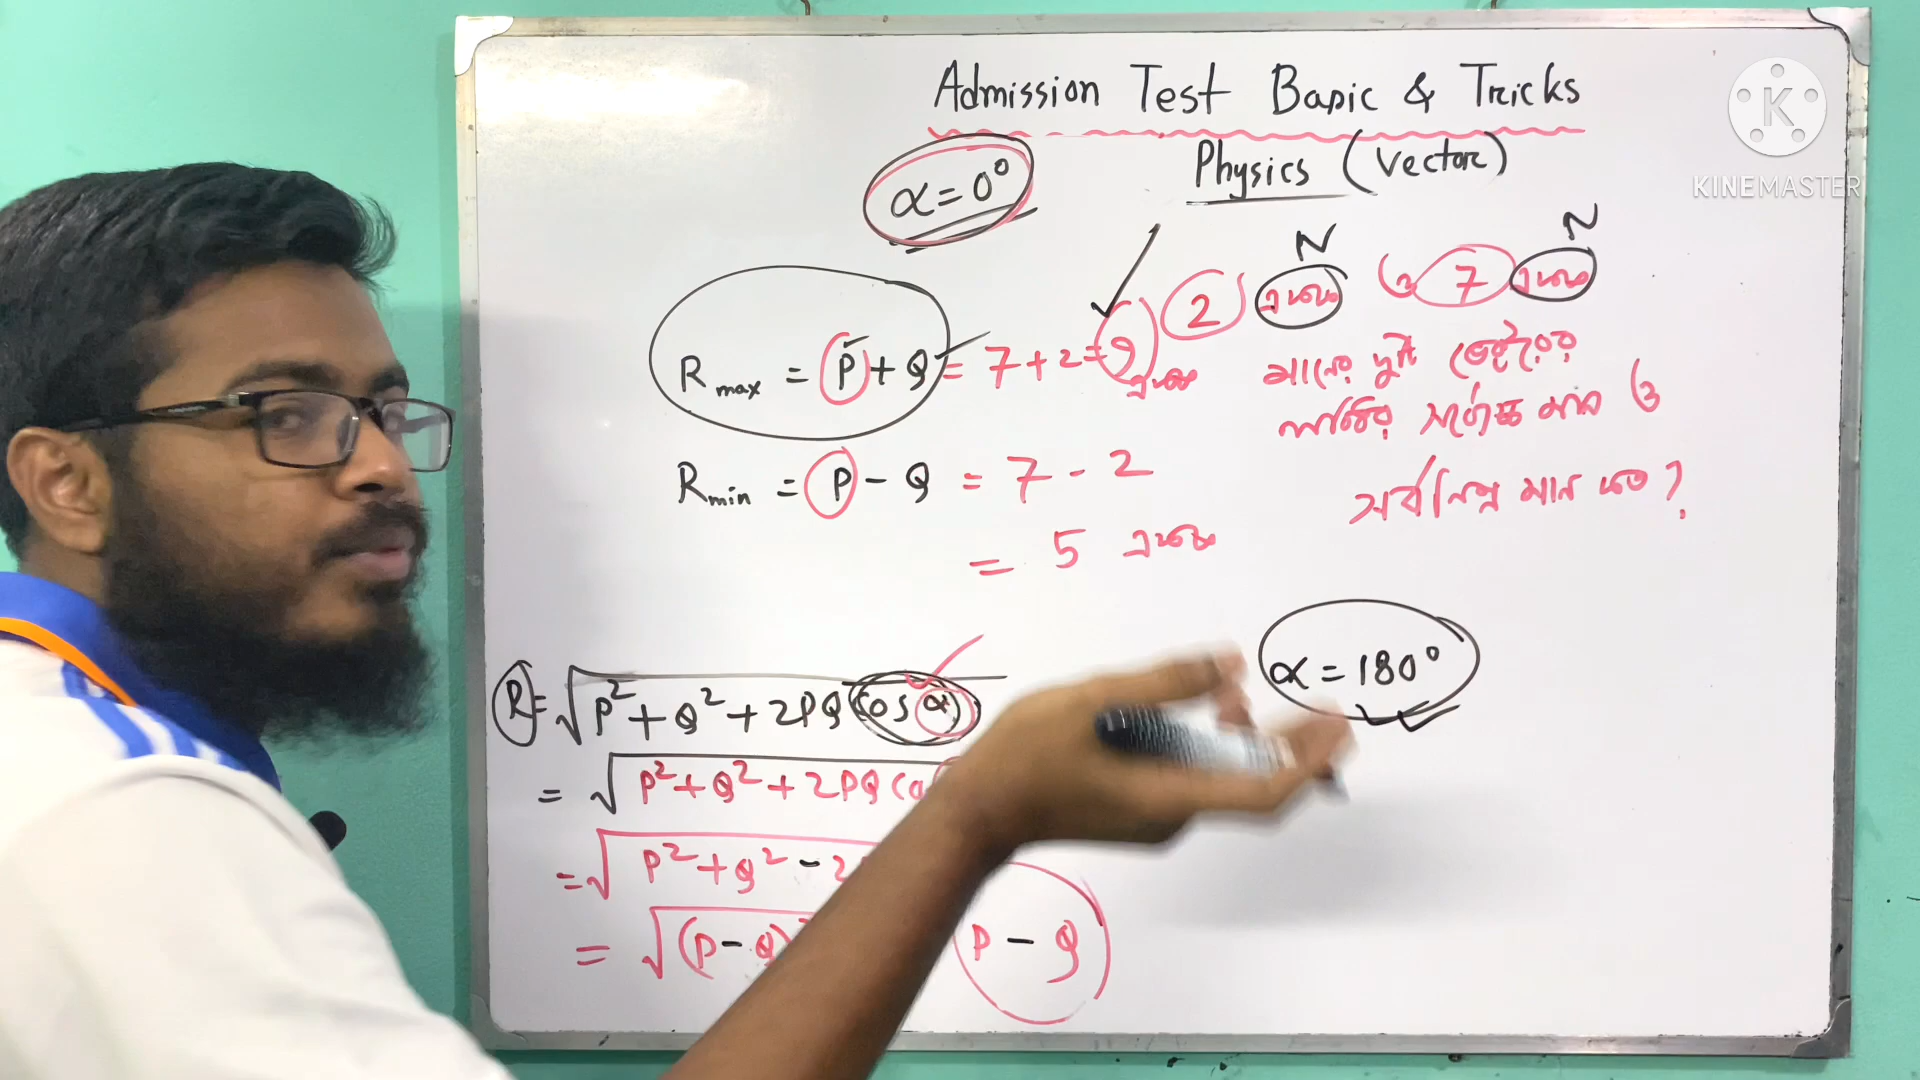 Admission Test Basic & Tricks
Physics (Vector)
α = 0°
N N
2 একক ও 7 একক
মানের দুটি ভেক্টরের
লব্ধির সর্বোচ্চ মান ও
সর্বনিম্ন মান কত?
R max = P + Q = 7 + 2 = 9 একক
R min = P - Q = 7 - 2
= 5 একক
α = 180°
R = √P² + Q² + 2PQ cos α
= √P² + Q² + 2PQ Co
= √P² + Q² - 2
= √(P - Q)
P - Q
K
KINEMASTER